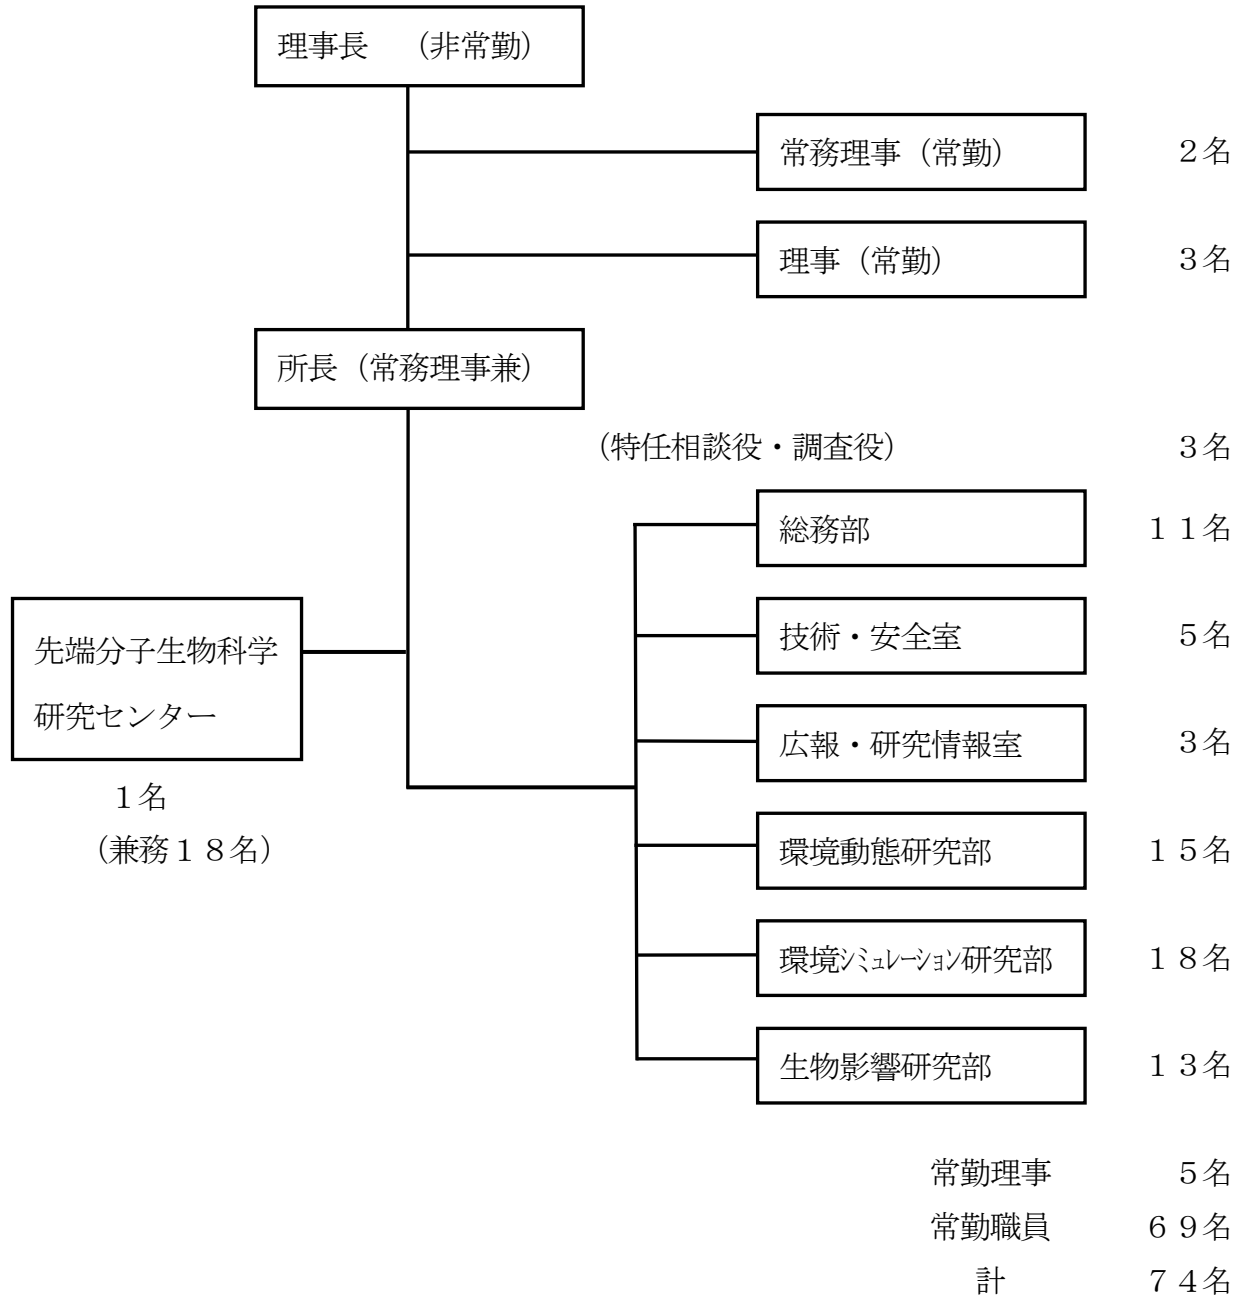 理事長　（非常勤）
常務理事（常勤）　２名
理事（常勤）　３名
所長（常務理事兼）
（特任相談役・調査役）　３名
総務部　１１名
先端分子生物科学
研究センター
１名
（兼務１８名）
技術・安全室　５名
広報・研究情報室　３名
環境動態研究部　１５名
環境ｼﾐｭﾚｰｼｮﾝ研究部　１８名
生物影響研究部　１３名
常勤理事　５名
常勤職員　６９名
計　７４名